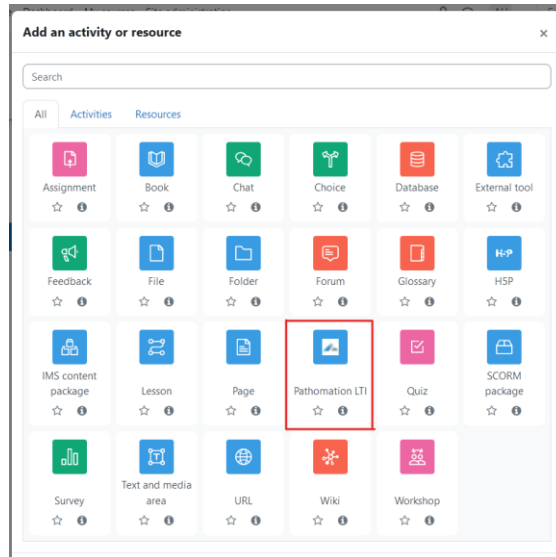 Add an activity or resource
×
Search
All Activities Resources
Assignment Book Chat Choice Database External tool
Feedback File Folder Forum Glossary H5P
IMS content
package Lesson Page Pathomation LTI Quiz SCORM
package
Survey Text and media
area URL Wiki Workshop